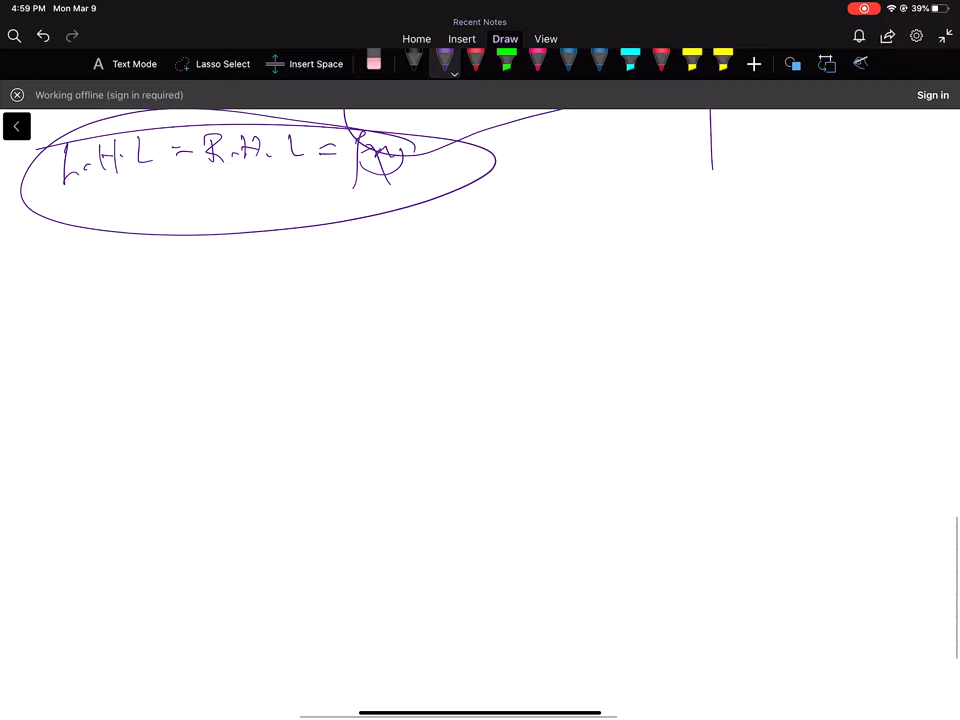 4:59 PM Mon Mar 9
39%
Recent Notes
Home Insert Draw View
Text Mode Lasso Select Insert Space
Working offline (sign in required) Sign in
L.H.L = R.H.L =